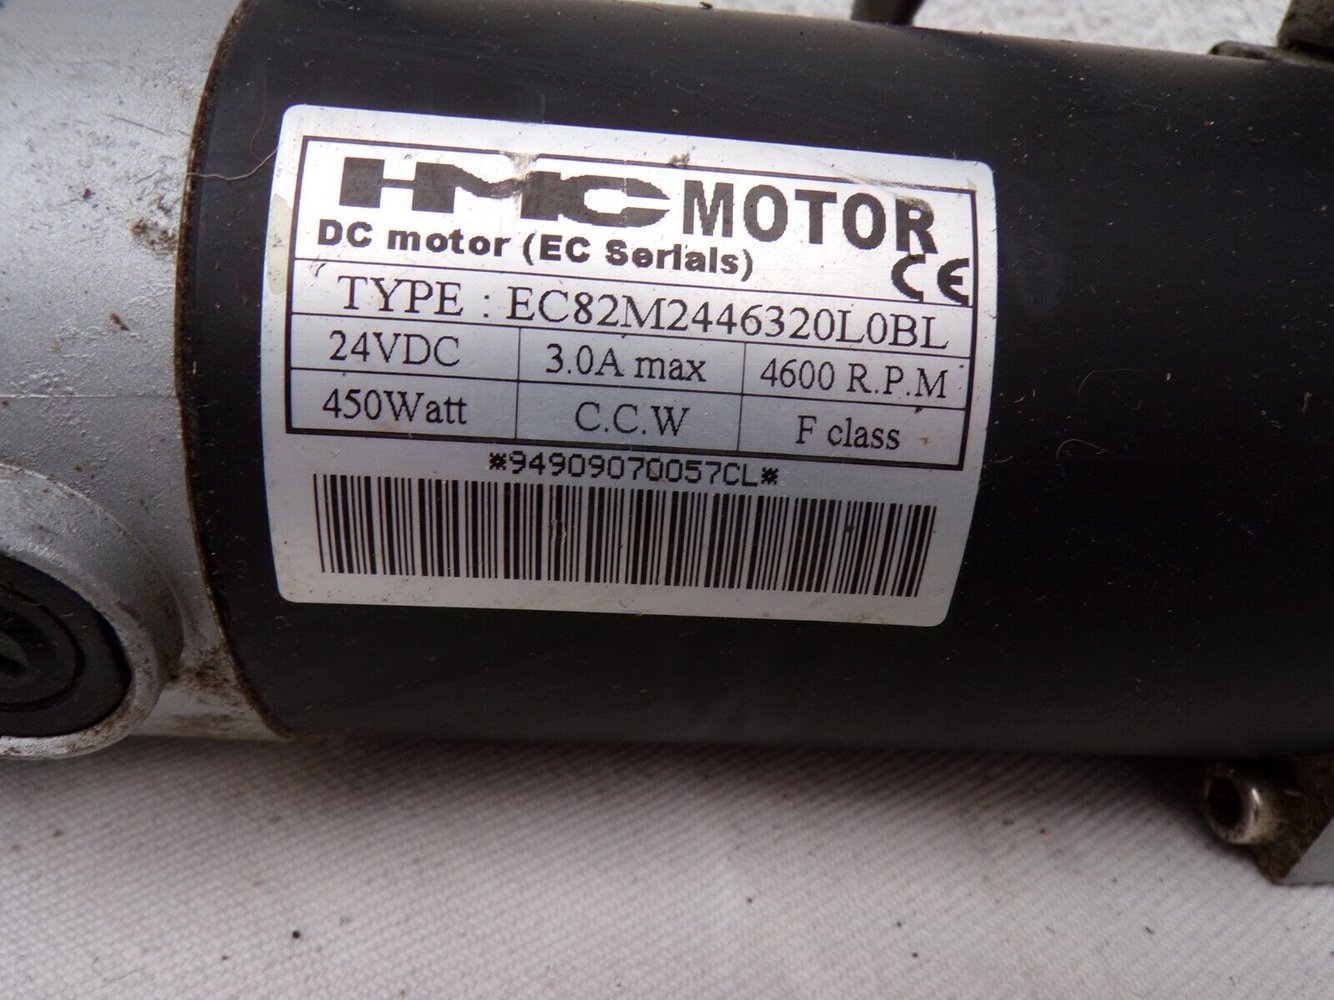 HMC MOTOR
DC motor (EC Serials)
CE
TYPE : EC82M2446320L0BL
24VDC 3.0A max 4600 R.P.M
450Watt C.C.W F class
*94909070057CL*